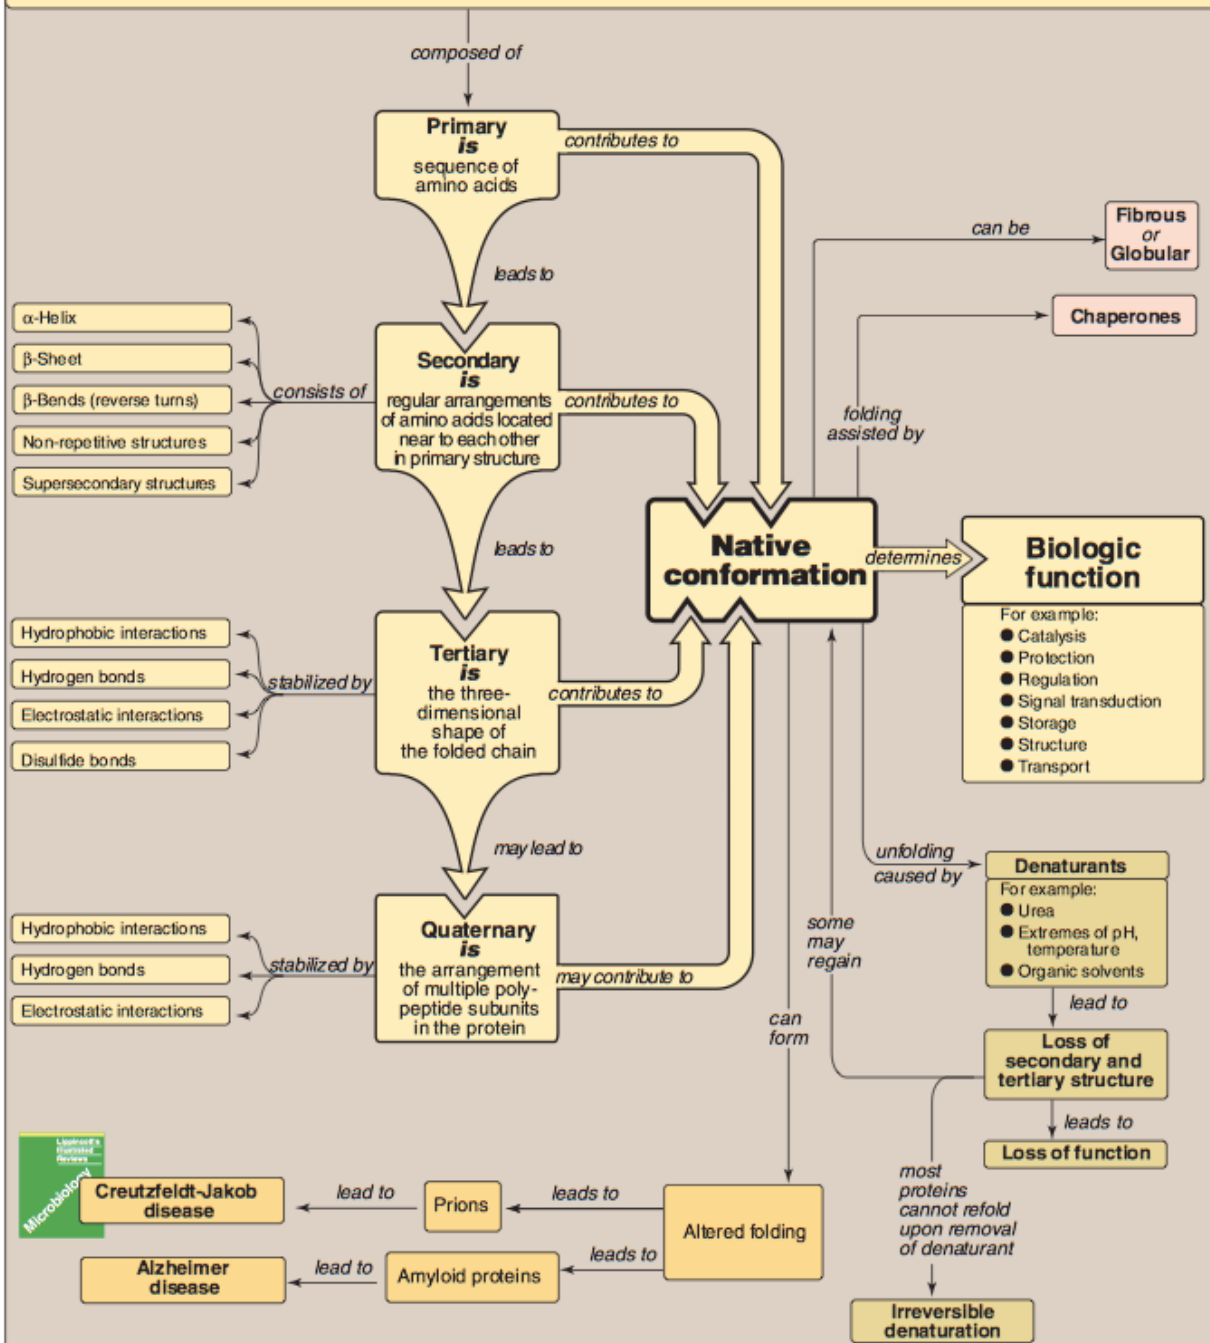 composed of
Primary
is
sequence of
amino acids
contributes to
leads to
Fibrous
or
Globular
can be
Chaperones
folding
assisted by
α-Helix
β-Sheet
β-Bends (reverse turns)
Non-repetitive structures
Supersecondary structures
consists of
Secondary
is
regular arrangements
of amino acids located
near to each other
in primary structure
contributes to
leads to
Native
conformation
determines
Biologic
function
For example:
● Catalysis
● Protection
● Regulation
● Signal transduction
● Storage
● Structure
● Transport
Hydrophobic interactions
Hydrogen bonds
Electrostatic interactions
Disulfide bonds
stabilized by
Tertiary
is
the three-
dimensional
shape of
the folded chain
contributes to
may lead to
unfolding
caused by
Denaturants
For example:
● Urea
● Extremes of pH,
temperature
● Organic solvents
Hydrophobic interactions
Hydrogen bonds
Electrostatic interactions
stabilized by
Quaternary
is
the arrangement
of multiple poly-
peptide subunits
in the protein
may contribute to
some
may
regain
can
form
lead to
Loss of
secondary and
tertiary structure
leads to
Loss of function
most
proteins
cannot refold
upon removal
of denaturant
Irreversible
denaturation
Lippincott's
Illustrated
Reviews
Microbiology
Creutzfeldt-Jakob
disease
lead to
Prions
leads to
Altered folding
Alzheimer
disease
lead to
Amyloid proteins
leads to